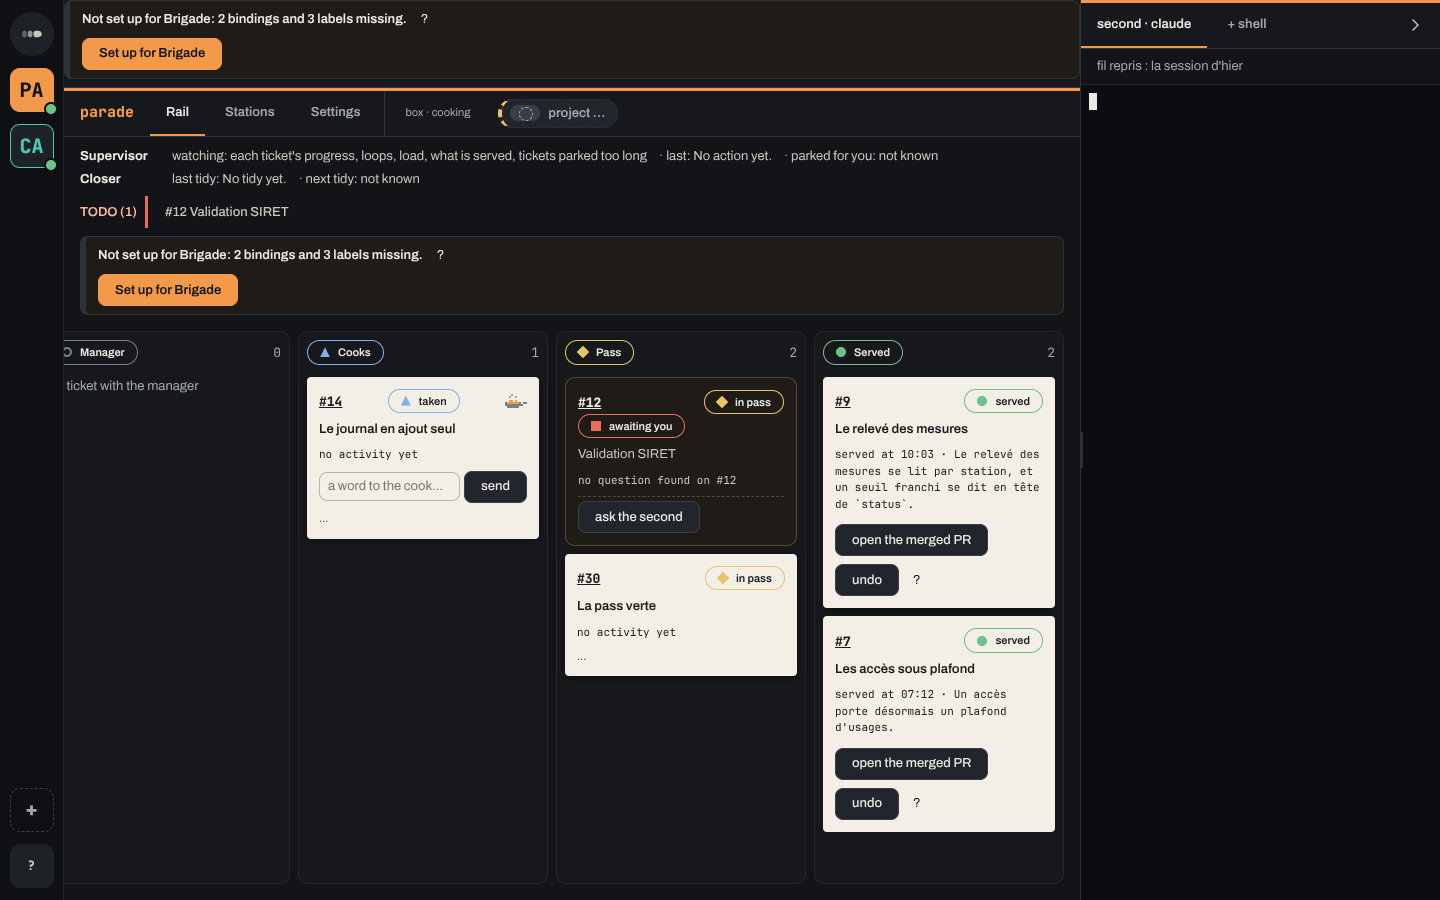 Not set up for Brigade: 2 bindings and 3 labels missing. ?
Set up for Brigade
PA
CA
+
?
parade Rail Stations Settings box · cooking project ...
Supervisor watching: each ticket's progress, loops, load, what is served, tickets parked too long · last: No action yet. · parked for you: not known
Closer last tidy: No tidy yet. · next tidy: not known
TODO (1) #12 Validation SIRET
Not set up for Brigade: 2 bindings and 3 labels missing. ?
Set up for Brigade
Manager 0
ticket with the manager
Cooks 1
#14 taken
Le journal en ajout seul
no activity yet
a word to the cook... send
...
Pass 2
#12 in pass
awaiting you
Validation SIRET
no question found on #12
ask the second
#30 in pass
La pass verte
no activity yet
...
Served 2
#9 served
Le relevé des mesures
served at 10:03 · Le relevé des
mesures se lit par station, et
un seuil franchi se dit en tête
de `status`.
open the merged PR
undo ?
#7 served
Les accès sous plafond
served at 07:12 · Un accès
porte désormais un plafond
d'usages.
open the merged PR
undo ?
second · claude + shell
fil repris : la session d'hier